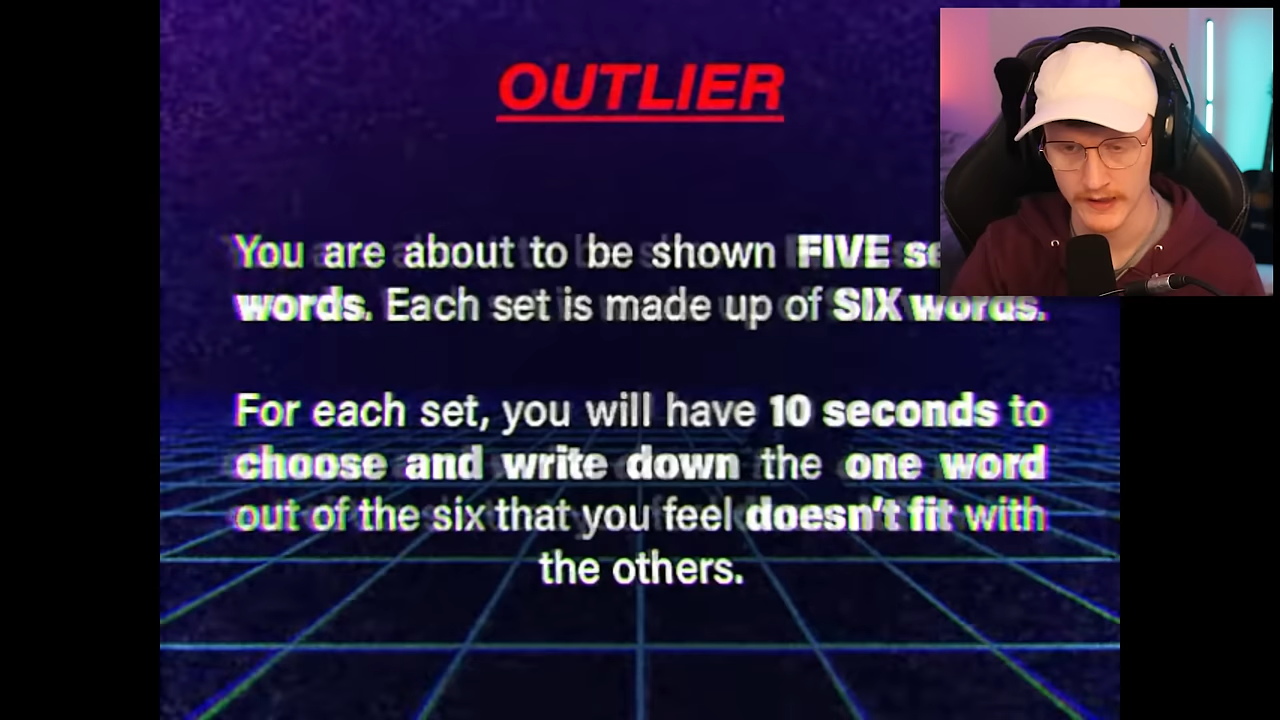 OUTLIER
You are about to be shown FIVE
words. Each set is made up of SIX words.
For each set, you will have 10 seconds to
choose and write down the one word
out of the six that you feel doesn't fit with
the others.